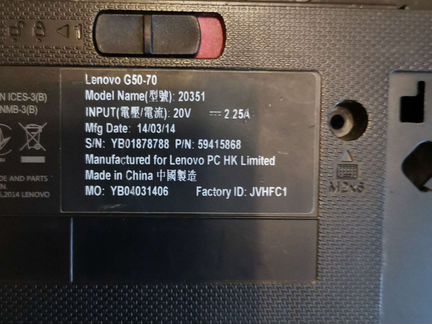 Lenovo G50-70
Model Name(型號): 20351
INPUT(電壓/電流): 20V ⎓ 2.25A
Mfg Date: 14/03/14
S/N: YB01878788 P/N: 59415868
Manufactured for Lenovo PC HK Limited
Made in China 中國製造
MO: YB04031406 Factory ID: JVHFC1
N ICES-3(B)
NMB-3(B)
DE AND PARTS
2014 LENOVO
M2X8